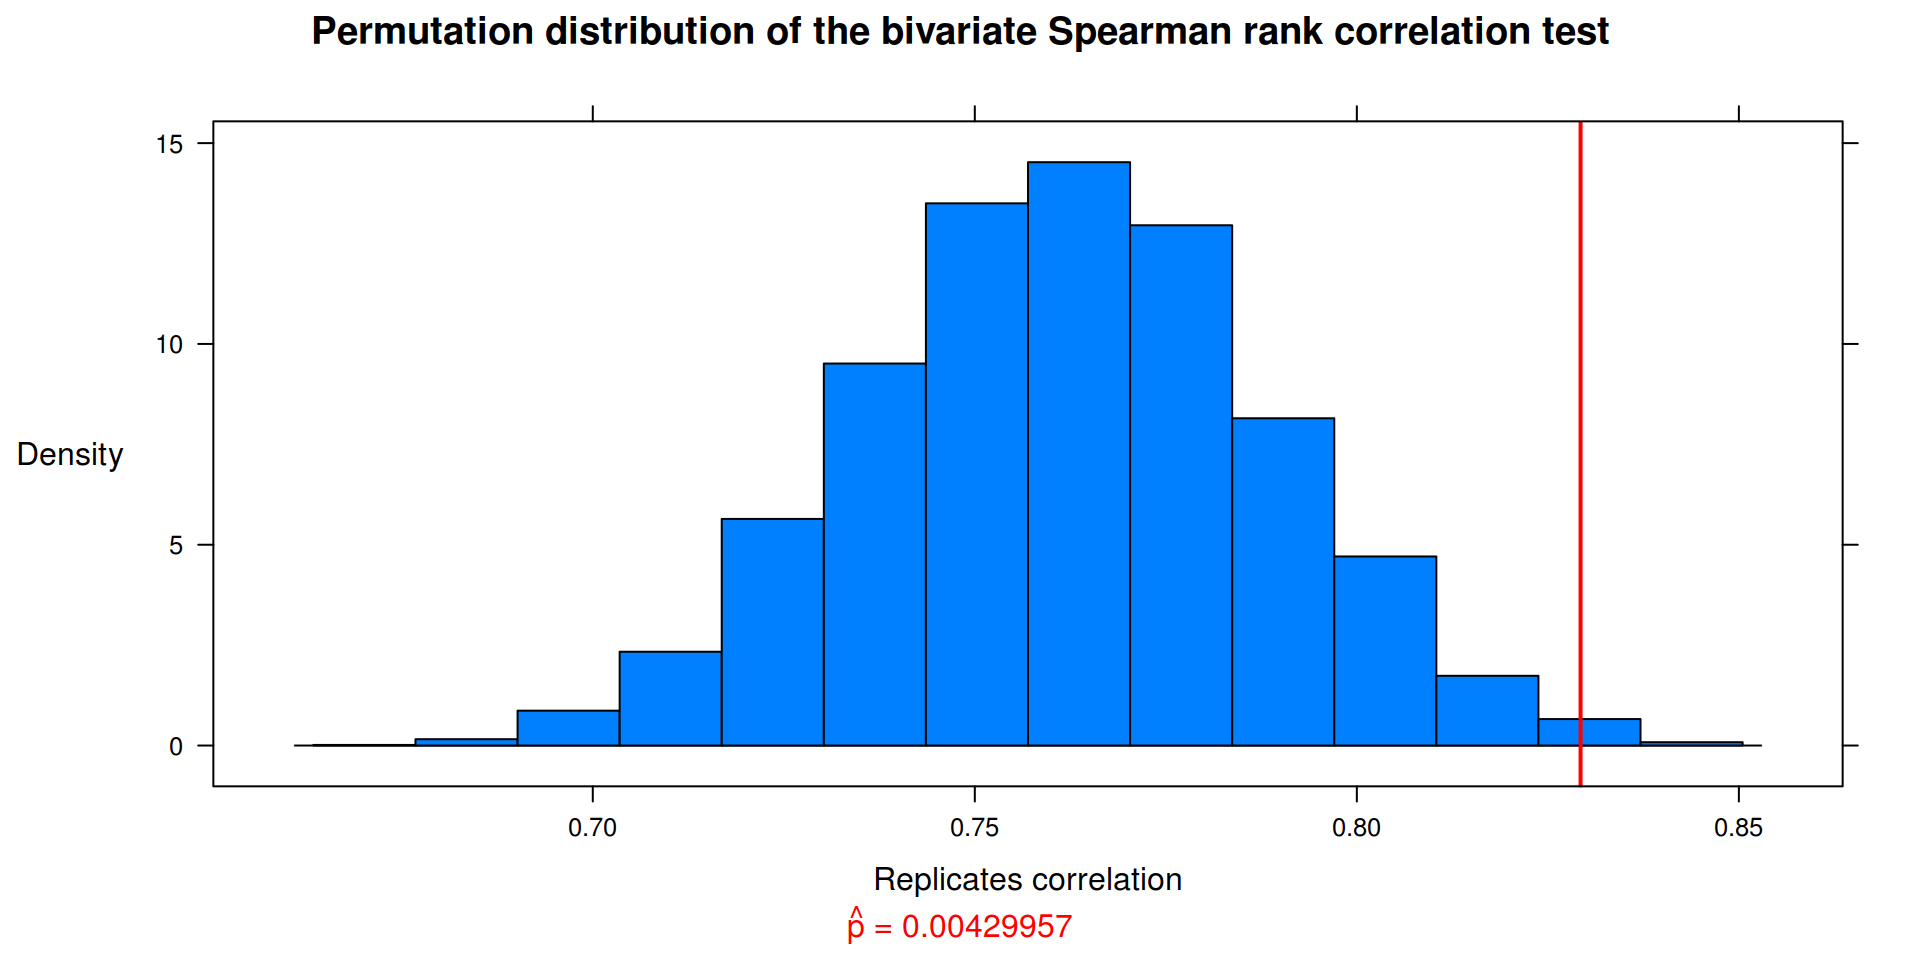 Permutation distribution of the bivariate Spearman rank correlation test
15
10
5
0
Density
0.70 0.75 0.80 0.85
Replicates correlation
p̂ = 0.00429957